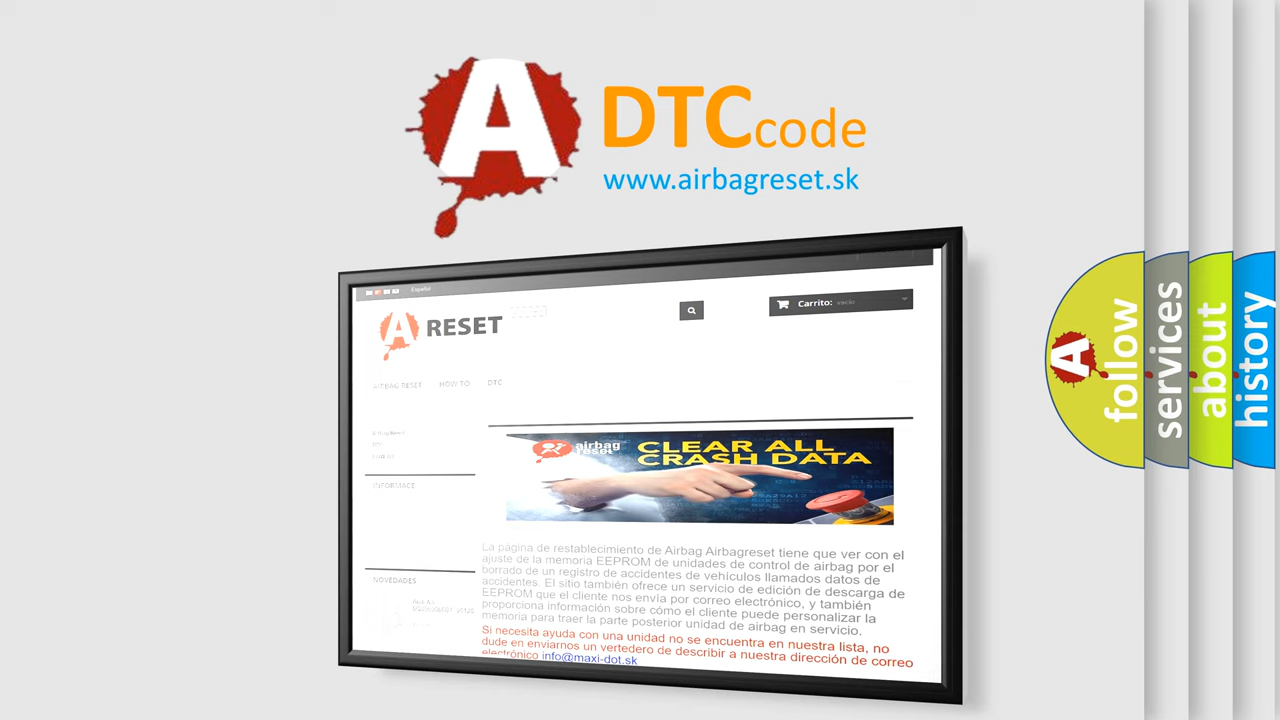 A
DTC code
www.airbagreset.sk
Español
A RESET
Carrito: vacío
AIRBAG RESET HOW TO DTC
INFORMACE
NOVEDADES
airbag
reset
CLEAR ALL
CRASH DATA
La página de restablecimiento de Airbag Airbagreset tiene que ver con el
ajuste de la memoria EEPROM de unidades de control de airbag por el
borrado de un registro de accidentes de vehículos llamados datos de
accidentes. El sitio también ofrece un servicio de edición de descarga de
EEPROM que el cliente nos envía por correo electrónico, y también
proporciona información sobre cómo el cliente puede personalizar la
memoria para traer la parte posterior unidad de airbag en servicio.
Si necesita ayuda con una unidad no se encuentra en nuestra lista, no
dude en enviarnos un vertedero de describir a nuestra dirección de correo
electrónico info@maxi-dot.sk
A
follow
services
about
history